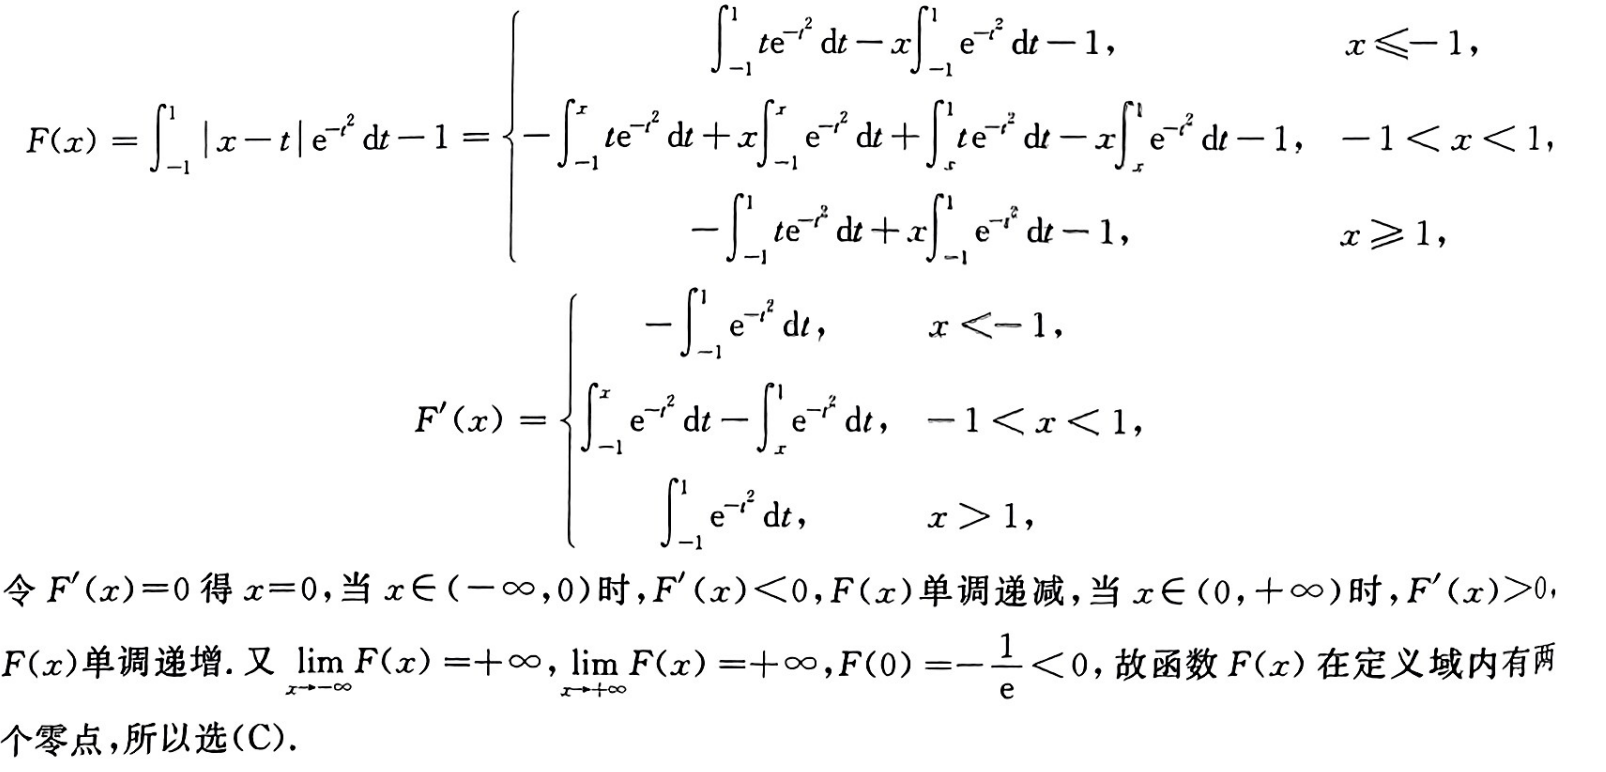 F(x) = ∫_{-1}^{1} |x-t| e^{-t²} dt - 1 = { ∫_{-1}^{1} te^{-t²} dt - x∫_{-1}^{1} e^{-t²} dt - 1, x ⩽ -1,
-∫_{-1}^{x} te^{-t²} dt + x∫_{-1}^{x} e^{-t²} dt + ∫_{x}^{1} te^{-t²} dt - x∫_{x}^{1} e^{-t²} dt - 1, -1 < x < 1,
-∫_{-1}^{1} te^{-t²} dt + x∫_{-1}^{1} e^{-t²} dt - 1, x ⩾ 1,
F′(x) = { -∫_{-1}^{1} e^{-t²} dt, x < -1,
∫_{-1}^{x} e^{-t²} dt - ∫_{x}^{1} e^{-t²} dt, -1 < x < 1,
∫_{-1}^{1} e^{-t²} dt, x > 1,
令 F′(x)=0 得 x=0,当 x∈(-∞,0)时,F′(x)<0,F(x)单调递减,当 x∈(0,+∞)时,F′(x)>0,
F(x)单调递增.又 lim_{x→-∞} F(x) =+∞, lim_{x→+∞} F(x) =+∞,F(0) =-1/e <0,故函数 F(x) 在定义域内有两
个零点,所以选(C).